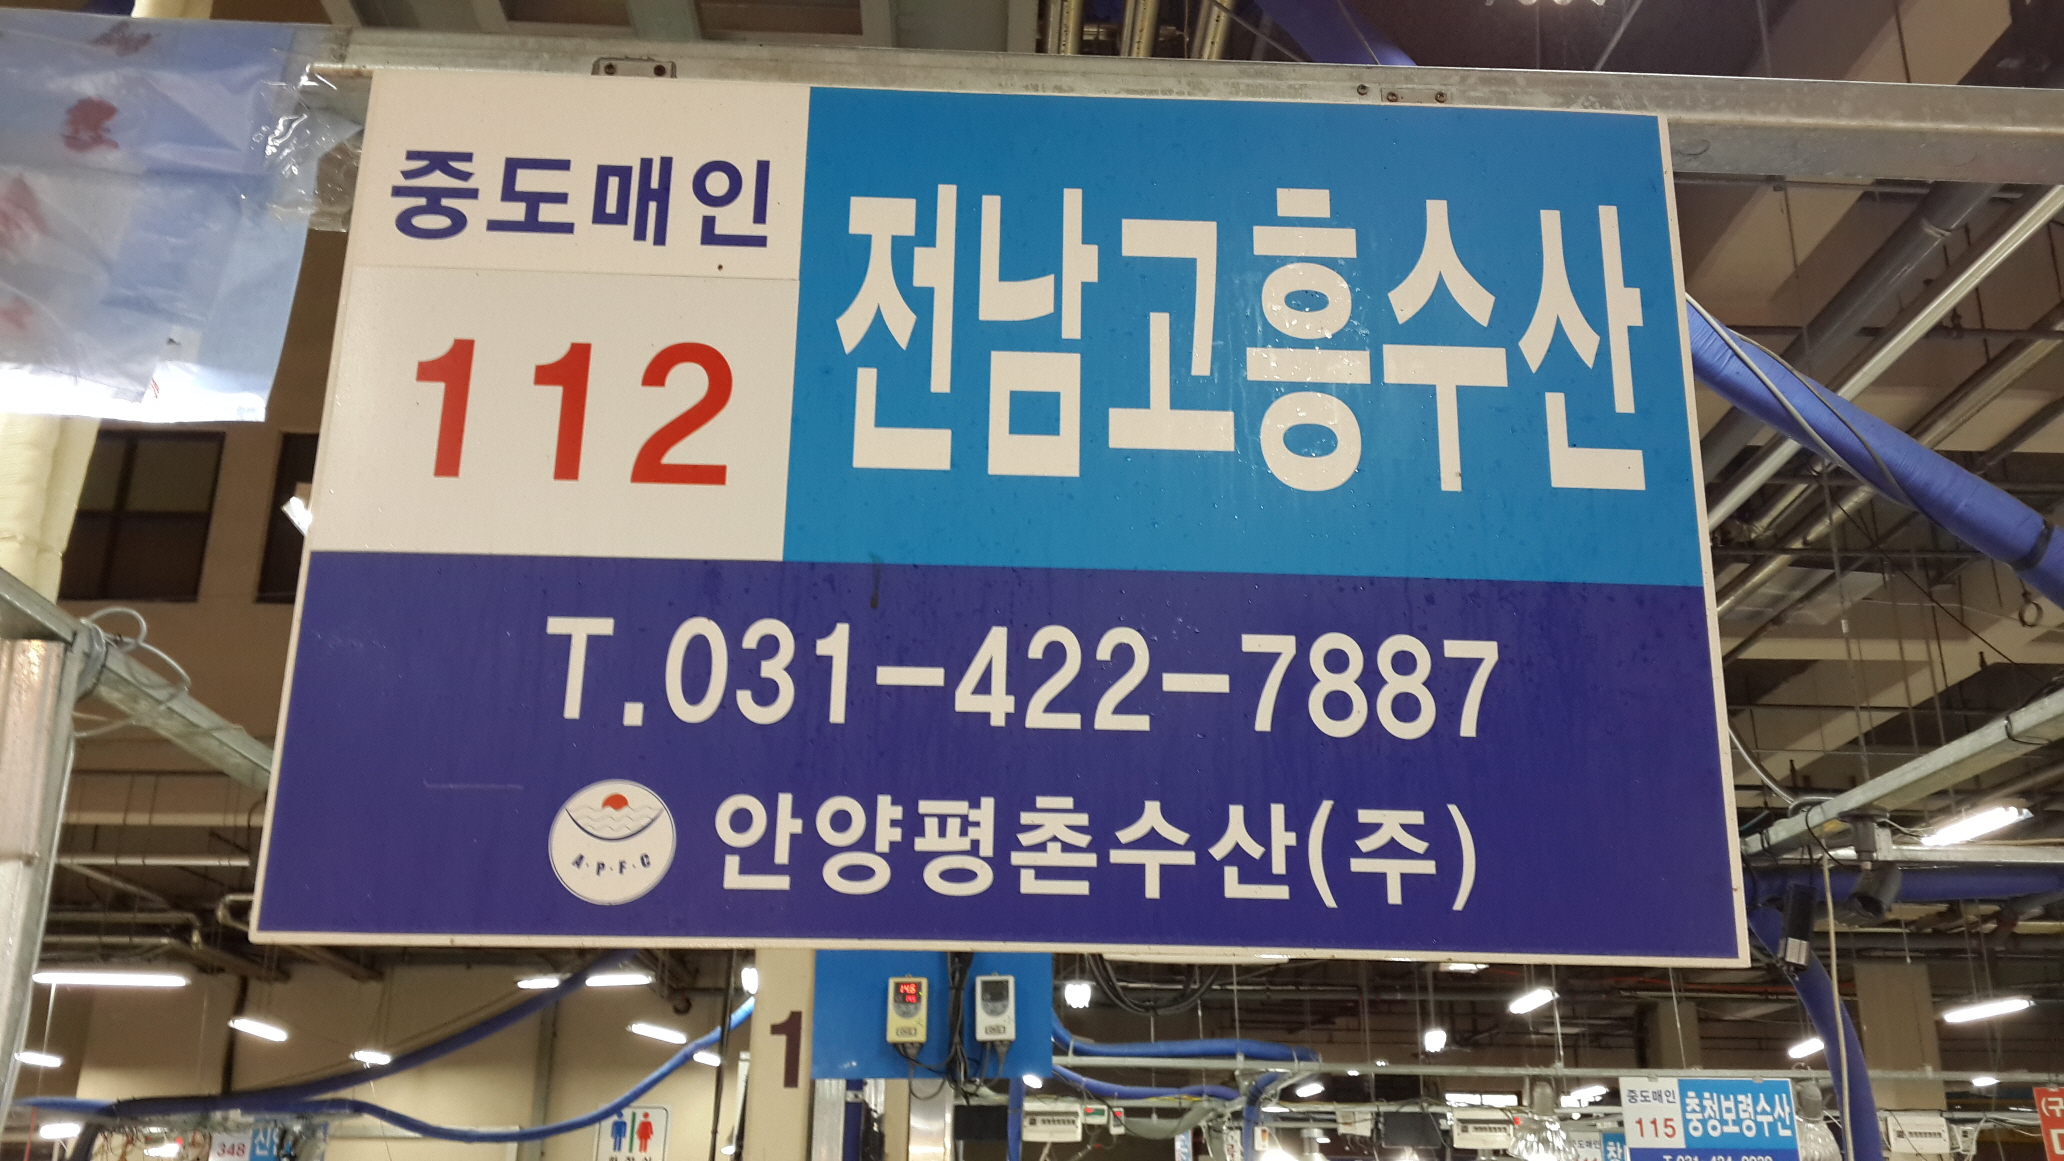 중도매인
112
전남고흥수산
T.031-422-7887
A·P·F·C
안양평촌수산(주)
1
348
중도매인
115
충청보령수산